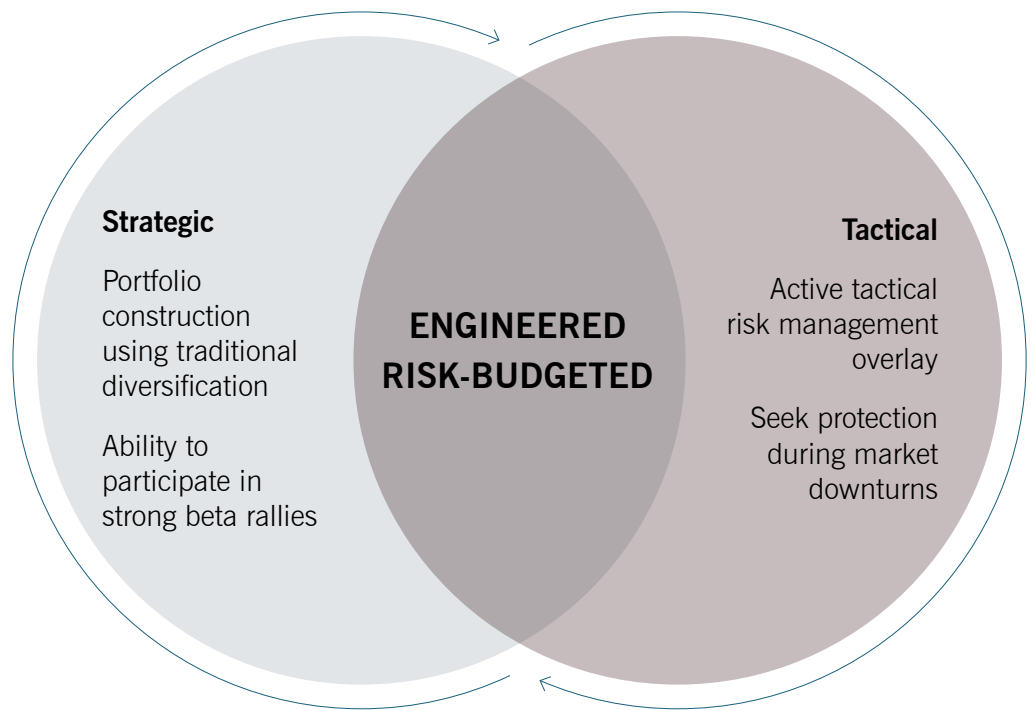 Strategic
Portfolio
construction
using traditional
diversification
Ability to
participate in
strong beta rallies
ENGINEERED
RISK-BUDGETED
Tactical
Active tactical
risk management
overlay
Seek protection
during market
downturns